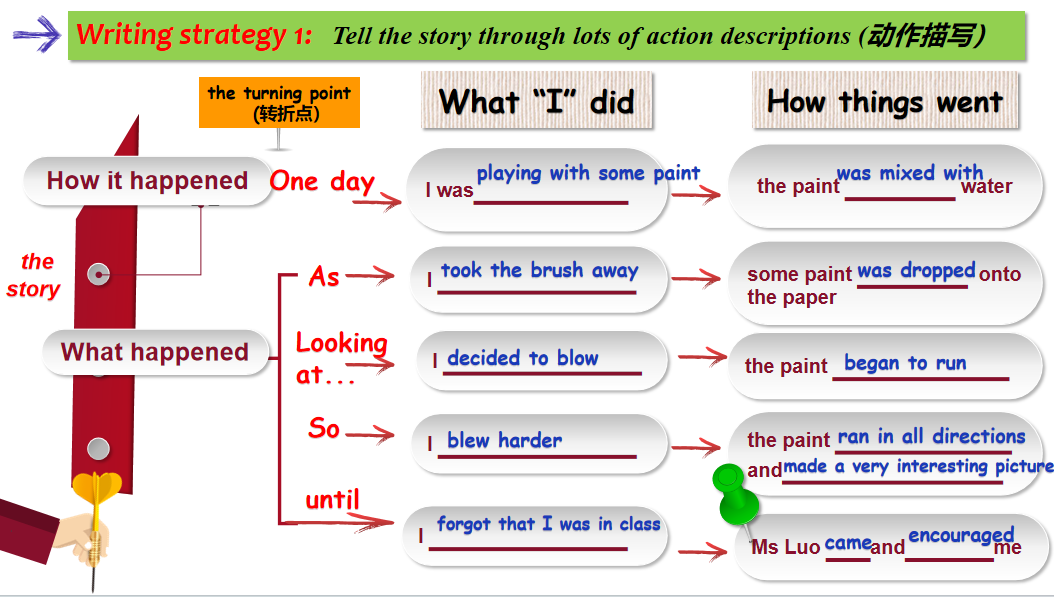 Writing strategy 1: Tell the story through lots of action descriptions (动作描写)
the turning point
(转折点)
What “I” did
How things went
How it happened
One day
I was playing with some paint
the paint was mixed with water
the
story
As
I took the brush away
some paint was dropped onto
the paper
What happened
Looking
at...
I decided to blow
the paint began to run
So
I blew harder
the paint ran in all directions
and made a very interesting picture
until
I forgot that I was in class
Ms Luo came and encouraged me